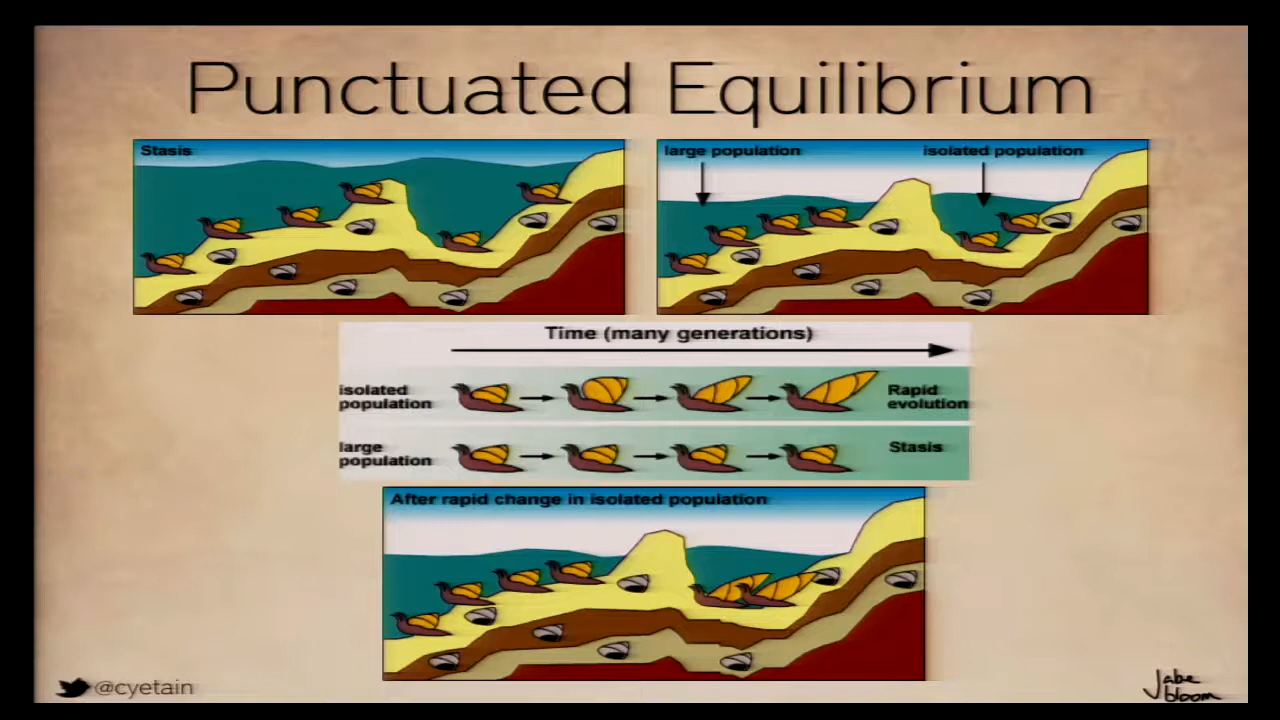 Punctuated Equilibrium
Stasis
large population
isolated population
Time (many generations)
isolated
population
Rapid
evolution
large
population
Stasis
After rapid change in isolated population
@cyetain
Jabe
bloom